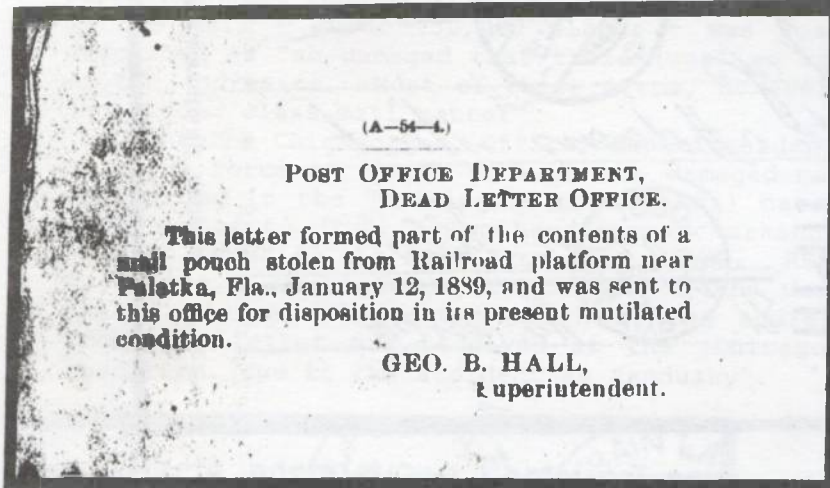 (A—54—4.)
POST OFFICE DEPARTMENT,
DEAD LETTER OFFICE.
This letter formed part of the contents of a
mail pouch stolen from Railroad platform near
Palatka, Fla., January 12, 1889, and was sent to
this office for disposition in its present mutilated
condition.
GEO. B. HALL,
Superintendent.